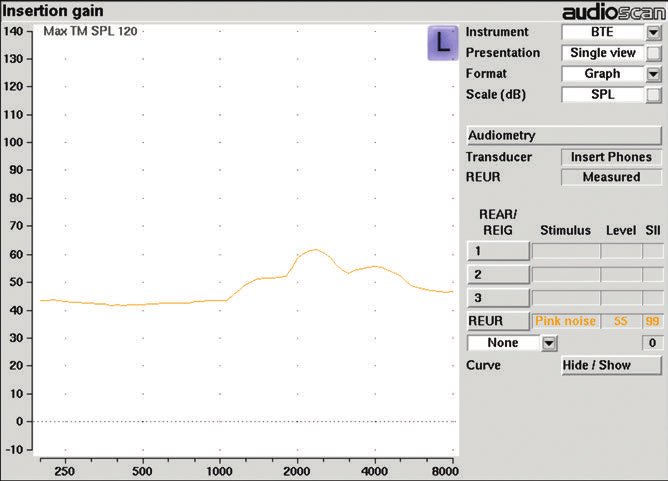 Insertion gain
audioscan
Max TM SPL 120
L
140
130
120
110
100
90
80
70
60
50
40
30
20
10
0
-10
250 500 1000 2000 4000 8000
Instrument BTE
Presentation Single view
Format Graph
Scale (dB) SPL
Audiometry
Transducer Insert Phones
REUR Measured
REAR/
REIG Stimulus Level SII
1
2
3
REUR Pink noise 55 99
None 0
Curve Hide / Show